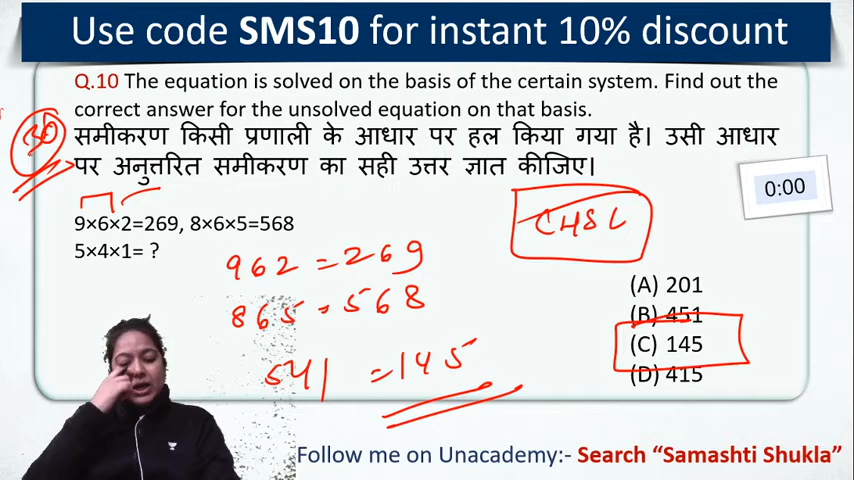 Use code SMS10 for instant 10% discount
Q.10 The equation is solved on the basis of the certain system. Find out the
correct answer for the unsolved equation on that basis.
30
समीकरण किसी प्रणाली के आधार पर हल किया गया है। उसी आधार
पर अनुत्तरित समीकरण का सही उत्तर ज्ञात कीजिए।
0:00
9×6×2=269, 8×6×5=568
5×4×1= ?
CHSL
962 = 269
865 = 568
541 = 145
(A) 201
(B) 451
(C) 145
(D) 415
Follow me on Unacademy:- Search “Samashti Shukla”